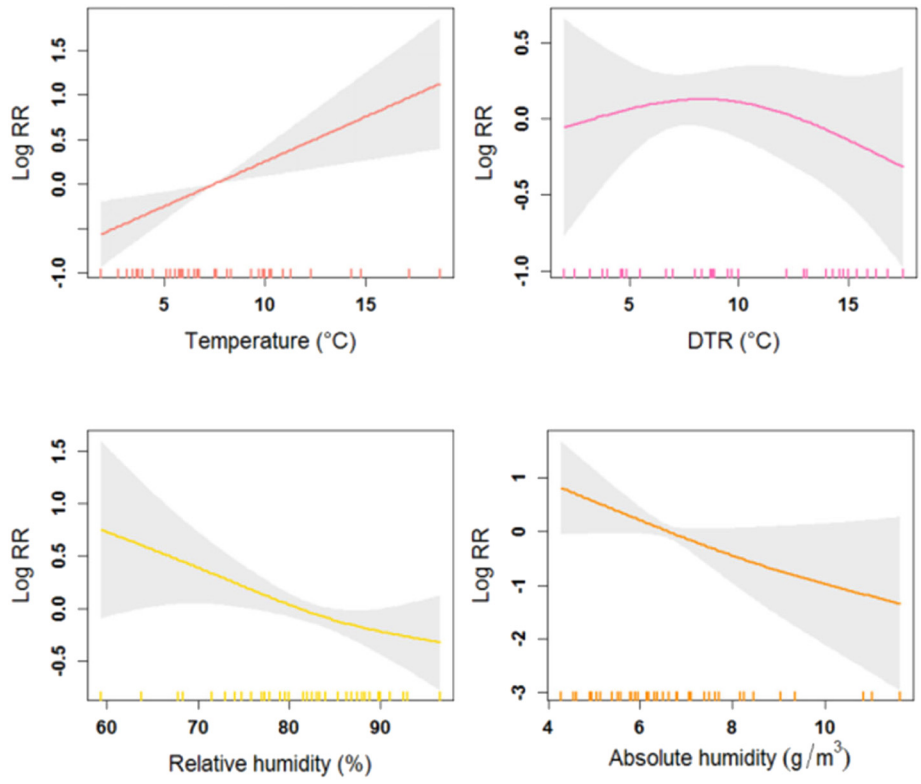 Log RR
1.5
1.0
0.5
0.0
-1.0
5 10 15
Temperature (°C)
Log RR
0.5
0.0
-0.5
-1.0
5 10 15
DTR (°C)
Log RR
1.5
1.0
0.5
0.0
-0.5
60 70 80 90
Relative humidity (%)
Log RR
1
0
-1
-2
-3
4 6 8 10
Absolute humidity (g/m³)